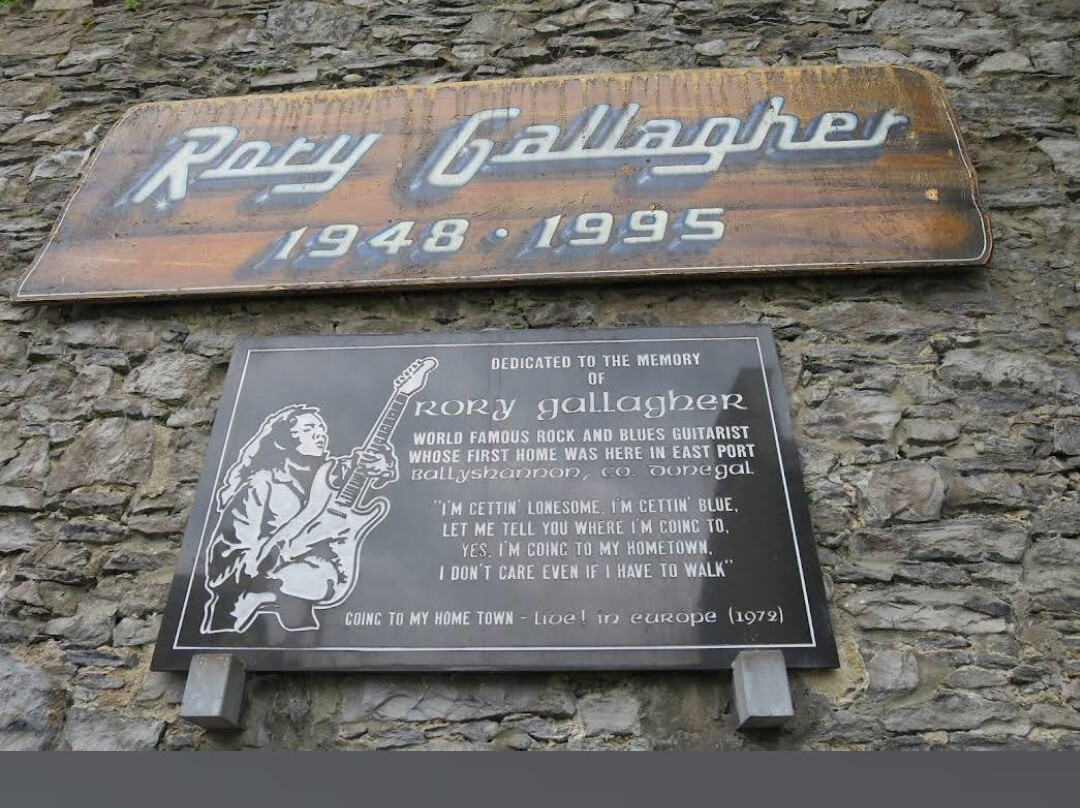 Rory Gallagher
1948 · 1995
DEDICATED TO THE MEMORY
OF
RORY GALLAGHER
WORLD FAMOUS ROCK AND BLUES GUITARIST
WHOSE FIRST HOME WAS HERE IN EAST PORT
BALLYSHANNON, CO. DONEGAL
"I'M GETTIN' LONESOME, I'M GETTIN' BLUE,
LET ME TELL YOU WHERE I'M GOING TO,
YES, I'M GOING TO MY HOMETOWN,
I DON'T CARE EVEN IF I HAVE TO WALK"
GOING TO MY HOME TOWN - Live! in Europe (1972)